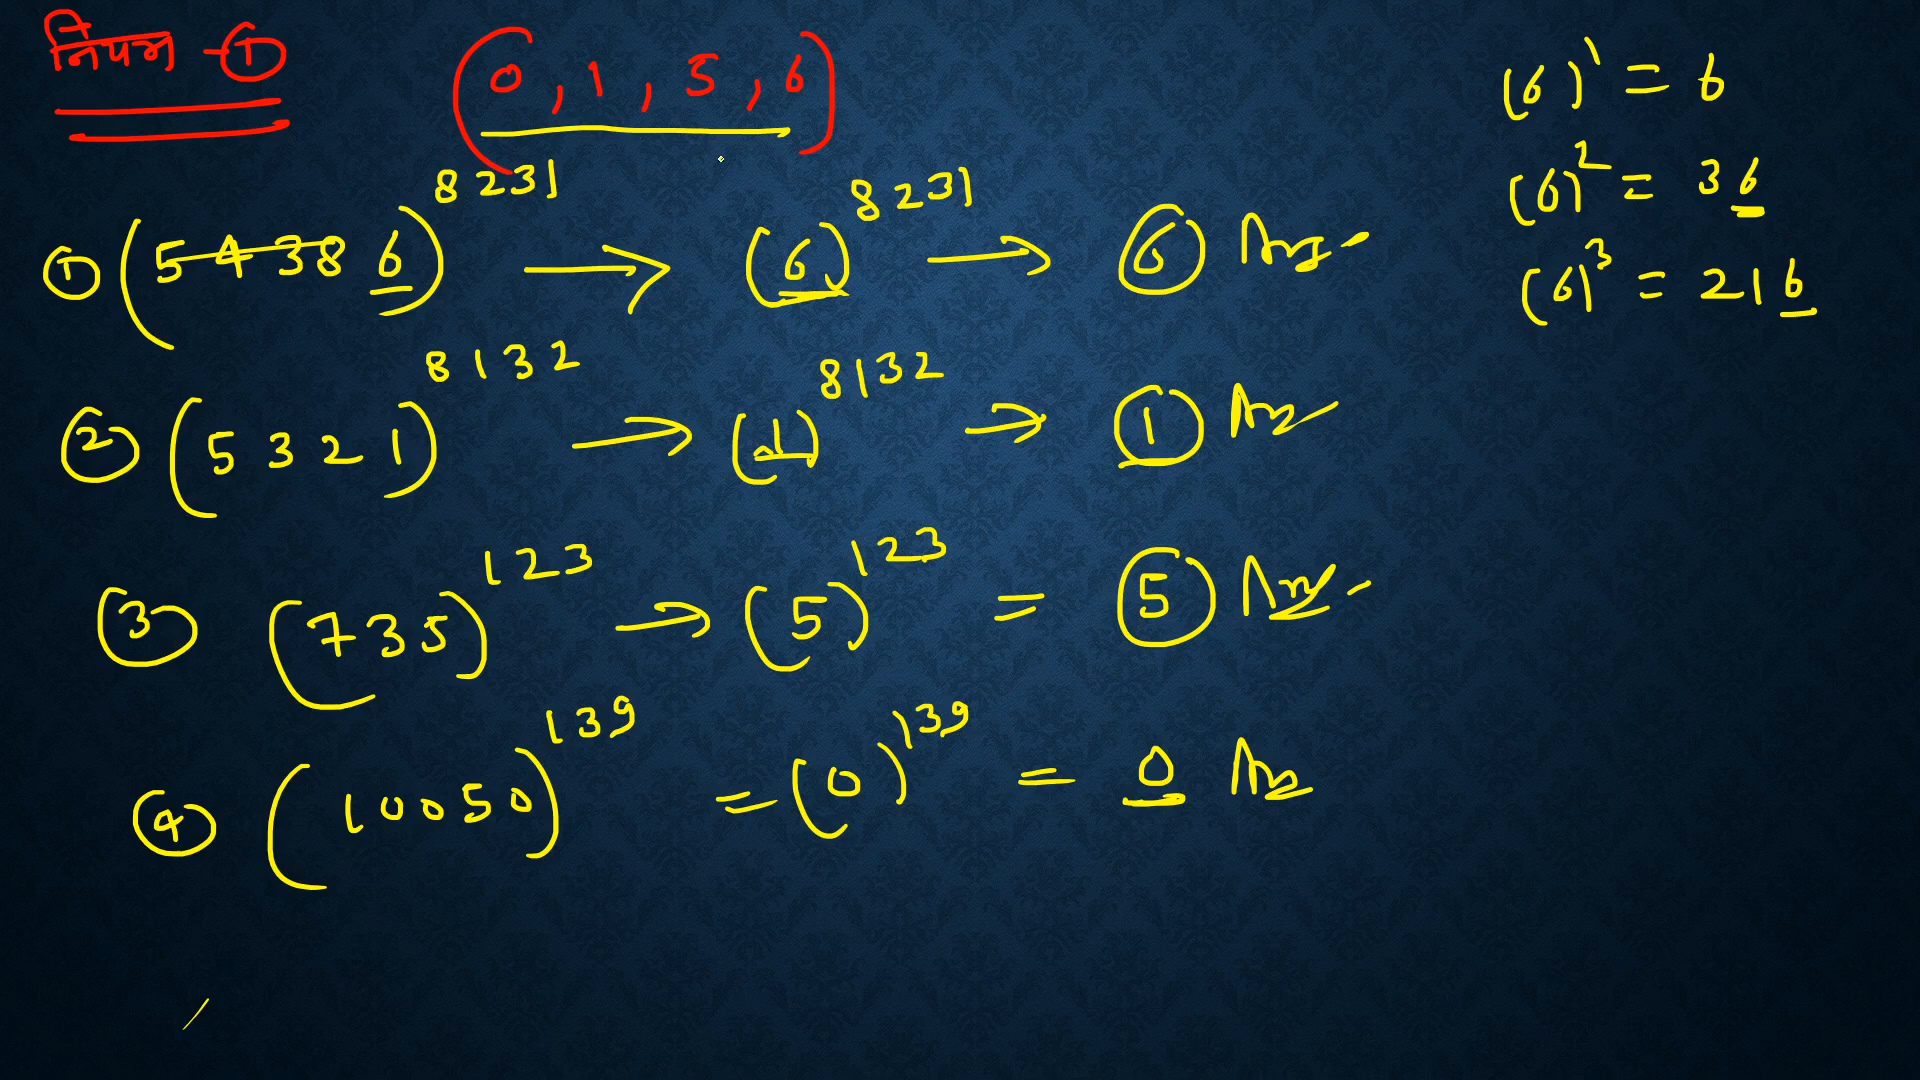 नियम - ①
(0, 1, 5, 6)
① (54386)^8231 → (6)^8231 → ⑥ Ans.
② (5321)^8132 → (1)^8132 → ① Ans
③ (735)^123 → (5)^123 = ⑤ Ans.
④ (10050)^139 = (0)^139 = 0 Ans
(6)^1 = 6
(6)^2 = 36
(6)^3 = 216